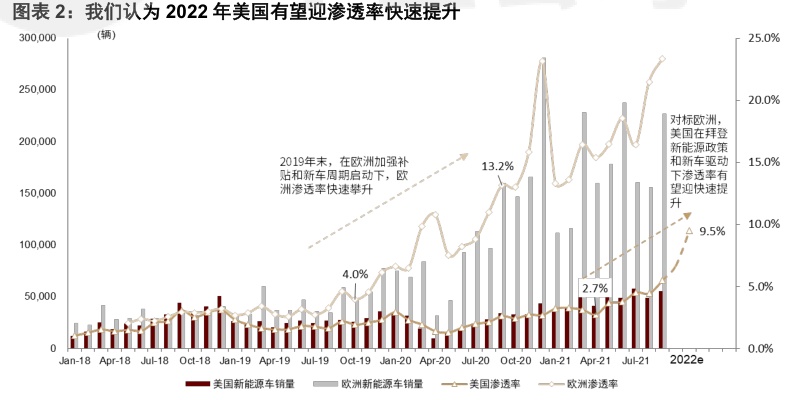 图表 2：我们认为 2022 年美国有望迎渗透率快速提升
(辆)
300,000
250,000
200,000
150,000
100,000
50,000
0
25.0%
20.0%
15.0%
10.0%
5.0%
0.0%
2019年末，在欧洲加强补
贴和新车周期启动下，欧
洲渗透率快速攀升
4.0%
13.2%
2.7%
对标欧洲，
美国在拜登
新能源政策
和新车驱动
下渗透率有
望迎快速提
升
9.5%
Jan-18 Apr-18 Jul-18 Oct-18 Jan-19 Apr-19 Jul-19 Oct-19 Jan-20 Apr-20 Jul-20 Oct-20 Jan-21 Apr-21 Jul-21 2022e
美国新能源车销量 欧洲新能源车销量 美国渗透率 欧洲渗透率